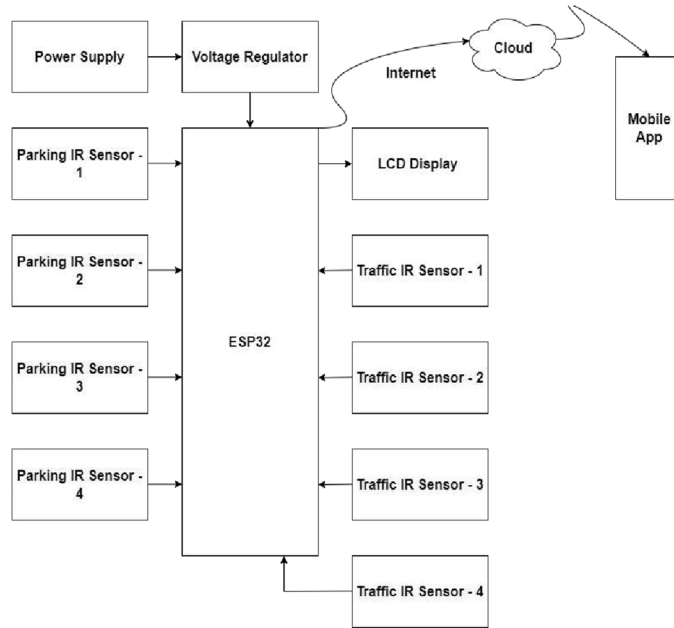 Power Supply
Voltage Regulator
Cloud
Internet
Mobile
App
Parking IR Sensor -
1
LCD Display
Parking IR Sensor -
2
Traffic IR Sensor - 1
ESP32
Parking IR Sensor -
3
Traffic IR Sensor - 2
Parking IR Sensor -
4
Traffic IR Sensor - 3
Traffic IR Sensor - 4